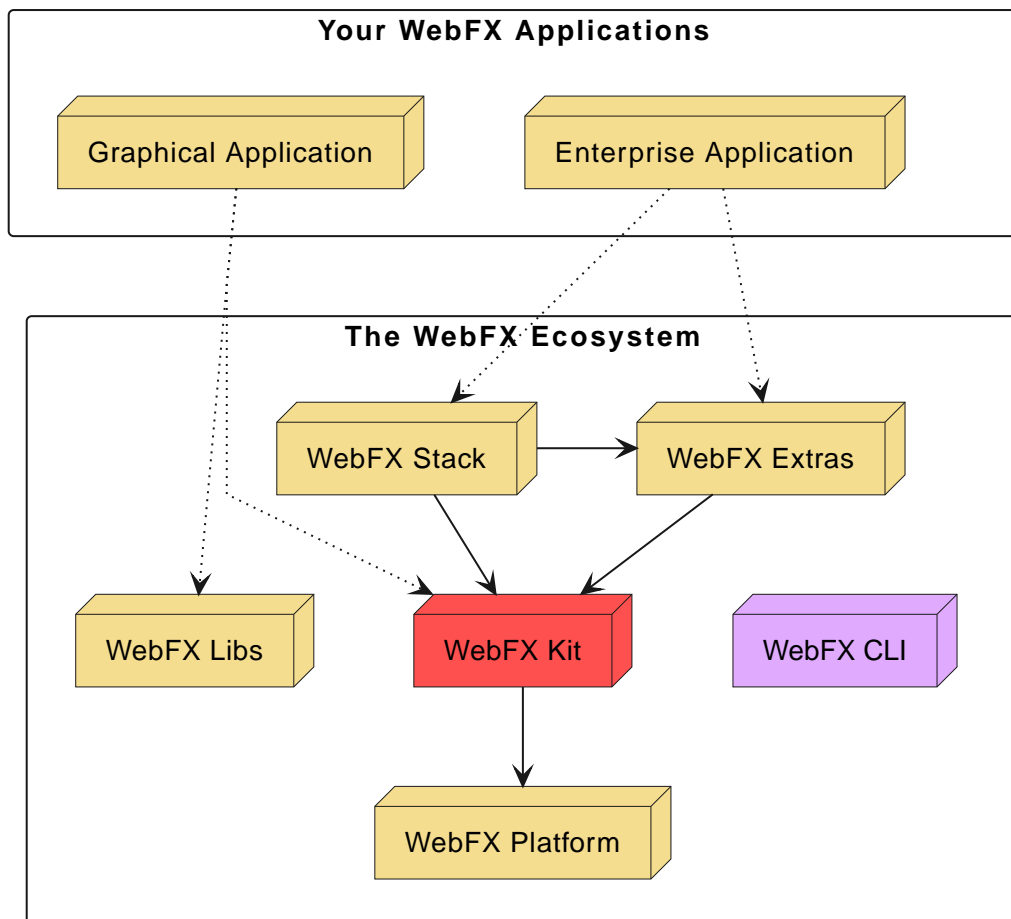 Your WebFX Applications
Graphical Application
Enterprise Application
The WebFX Ecosystem
WebFX Stack
WebFX Extras
WebFX Libs
WebFX Kit
WebFX CLI
WebFX Platform